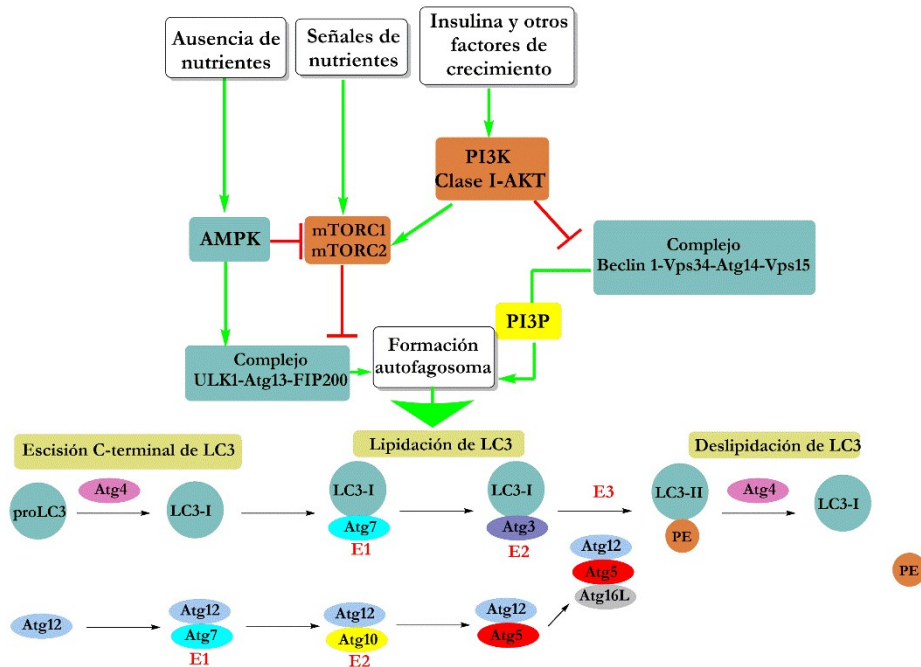 Ausencia de
nutrientes
Señales de
nutrientes
Insulina y otros
factores de
crecimiento
PI3K
Clase I-AKT
AMPK
mTORC1
mTORC2
Complejo
Beclin 1-Vps34-Atg14-Vps15
PI3P
Complejo
ULK1-Atg13-FIP200
Formación
autofagosoma
Escisión C-terminal de LC3
Lipidación de LC3
Deslipidación de LC3
proLC3
Atg4
LC3-I
LC3-I
Atg7
E1
LC3-I
Atg3
E2
E3
LC3-II
PE
Atg4
LC3-I
PE
Atg12
Atg5
Atg16L
Atg12
Atg12
Atg7
E1
Atg12
Atg10
E2
Atg12
Atg5